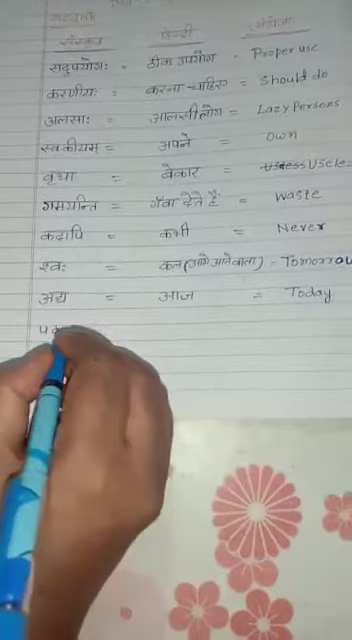 शब्दार्थ
संस्कृत हिन्दी अंग्रेजी
सदुपयोगः - ठीक उपयोग - Proper use
करणीयः = करना चाहिए = Should do
अलसाः = आलसी लोग = Lazy Persons
स्वकीयम् = अपने = own
वृथा = बेकार = Useless
गमयन्ति = गँवा देते हैं = Waste
कदापि = कभी = Never
श्वः = कल (आगे आनेवाला) - Tomorrow
अद्य = आज = Today